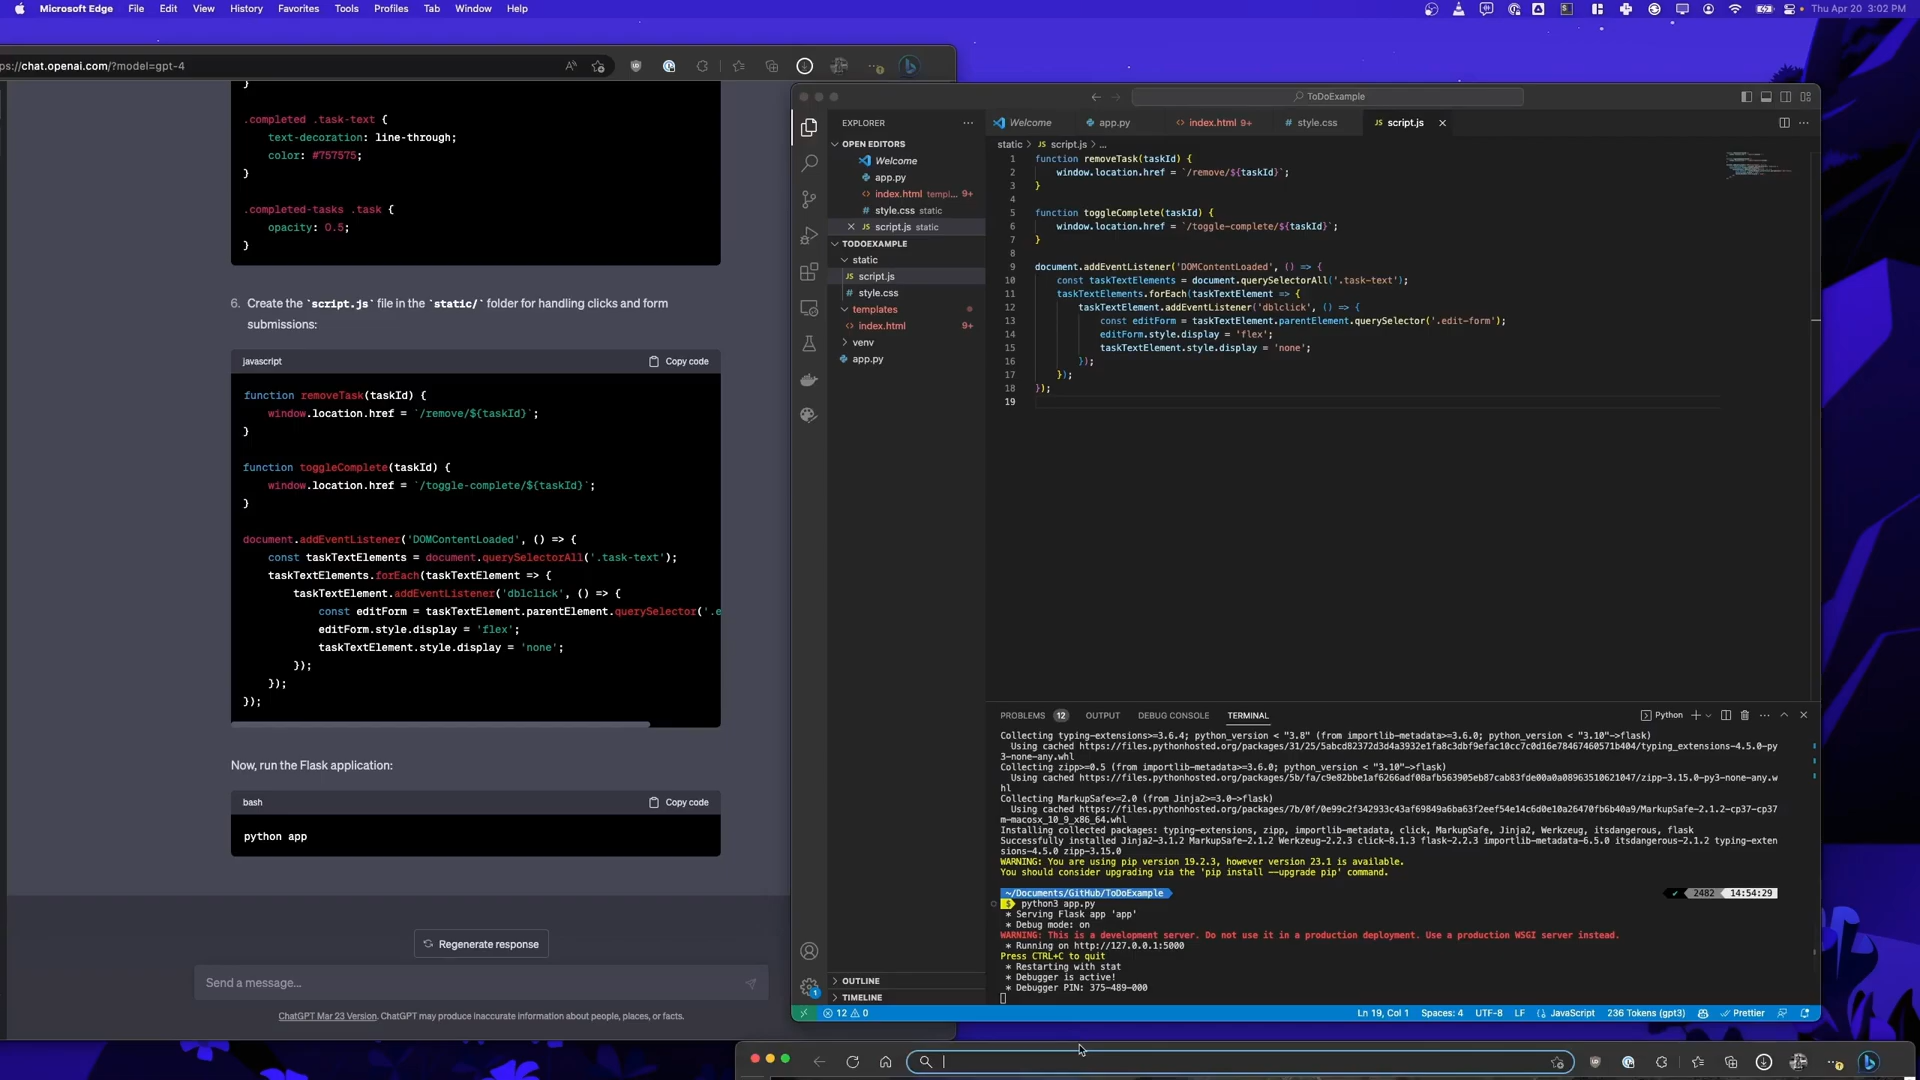 Microsoft Edge File Edit View History Favorites Tools Profiles Tab Window Help
Thu Apr 20 3:02 PM
ps://chat.openai.com/?model=gpt-4
}
.completed .task-text {
text-decoration: line-through;
color: #757575;
}
.completed-tasks .task {
opacity: 0.5;
}
6. Create the `script.js` file in the `static/` folder for handling clicks and form
submissions:
javascript
Copy code
function removeTask(taskId) {
window.location.href = `/remove/${taskId}`;
}
function toggleComplete(taskId) {
window.location.href = `/toggle-complete/${taskId}`;
}
document.addEventListener('DOMContentLoaded', () => {
const taskTextElements = document.querySelectorAll('.task-text');
taskTextElements.forEach(taskTextElement => {
taskTextElement.addEventListener('dblclick', () => {
const editForm = taskTextElement.parentElement.querySelector('.e
editForm.style.display = 'flex';
taskTextElement.style.display = 'none';
});
});
});
Now, run the Flask application:
bash
Copy code
python app
Regenerate response
Send a message...
ChatGPT Mar 23 Version. ChatGPT may produce inaccurate information about people, places, or facts.
ToDoExample
EXPLORER
OPEN EDITORS
Welcome
app.py
index.html templ... 9+
style.css static
script.js static
TODOEXAMPLE
static
script.js
style.css
templates
index.html 9+
venv
app.py
OUTLINE
TIMELINE
Welcome app.py index.html 9+ style.css script.js
static > script.js > ...
1 function removeTask(taskId) {
2 window.location.href = `/remove/${taskId}`;
3 }
4
5 function toggleComplete(taskId) {
6 window.location.href = `/toggle-complete/${taskId}`;
7 }
8
9 document.addEventListener('DOMContentLoaded', () => {
10 const taskTextElements = document.querySelectorAll('.task-text');
11 taskTextElements.forEach(taskTextElement => {
12 taskTextElement.addEventListener('dblclick', () => {
13 const editForm = taskTextElement.parentElement.querySelector('.edit-form');
14 editForm.style.display = 'flex';
15 taskTextElement.style.display = 'none';
16 });
17 });
18 });
19
PROBLEMS 12 OUTPUT DEBUG CONSOLE TERMINAL
Python
Collecting typing-extensions>=3.6.4; python_version < "3.8" (from importlib-metadata>=3.6.0; python_version < "3.10"->flask)
Using cached https://files.pythonhosted.org/packages/31/25/5abcd82372d3d4a3932e1fa8c3dbf9efac10cc7c0d16e78467460571b404/typing_extensions-4.5.0-py
3-none-any.whl
Collecting zipp>=0.5 (from importlib-metadata>=3.6.0; python_version < "3.10"->flask)
Using cached https://files.pythonhosted.org/packages/5b/fa/c9e82bbe1af6266adf08afb563905eb87cab83fde00a0a08963510621047/zipp-3.15.0-py3-none-any.w
hl
Collecting MarkupSafe>=2.0 (from Jinja2>=3.0->flask)
Using cached https://files.pythonhosted.org/packages/7b/0f/0e99c2f342933c43af69849a6ba63f2eef54e14c6d0e10a26470fb6b40a9/MarkupSafe-2.1.2-cp37-cp37
m-macosx_10_9_x86_64.whl
Installing collected packages: typing-extensions, zipp, importlib-metadata, click, MarkupSafe, Jinja2, Werkzeug, itsdangerous, flask
Successfully installed Jinja2-3.1.2 MarkupSafe-2.1.2 Werkzeug-2.2.3 click-8.1.3 flask-2.2.3 importlib-metadata-6.5.0 itsdangerous-2.1.2 typing-exten
sions-4.5.0 zipp-3.15.0
WARNING: You are using pip version 19.2.3, however version 23.1 is available.
You should consider upgrading via the 'pip install --upgrade pip' command.
~/Documents/GitHub/ToDoExample ✔ 2482 14:54:29
$ python3 app.py
* Serving Flask app 'app'
* Debug mode: on
WARNING: This is a development server. Do not use it in a production deployment. Use a production WSGI server instead.
* Running on http://127.0.0.1:5000
Press CTRL+C to quit
* Restarting with stat
* Debugger is active!
* Debugger PIN: 375-489-000
12 0 Ln 19, Col 1 Spaces: 4 UTF-8 LF JavaScript 236 Tokens (gpt3) Prettier